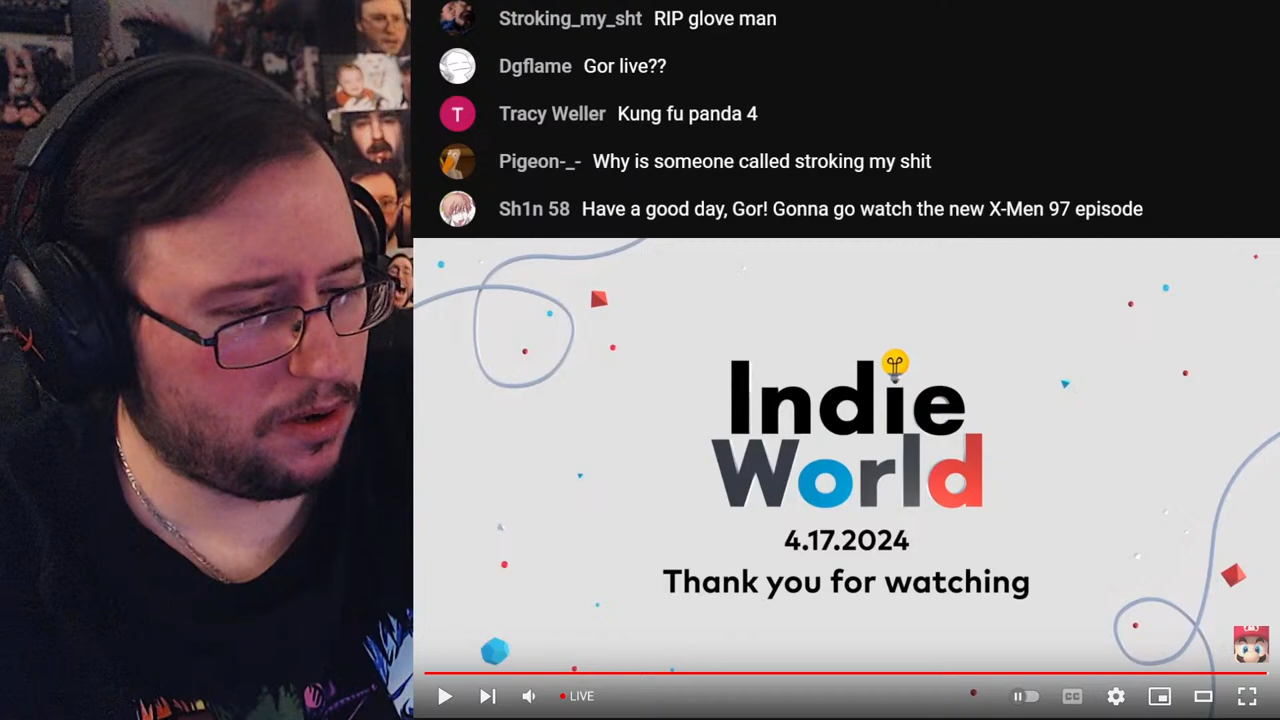 Stroking_my_sht RIP glove man
Dgflame Gor live??
T Tracy Weller Kung fu panda 4
Pigeon-_- Why is someone called stroking my shit
Sh1n 58 Have a good day, Gor! Gonna go watch the new X-Men 97 episode
Indie
World
4.17.2024
Thank you for watching
LIVE
CC